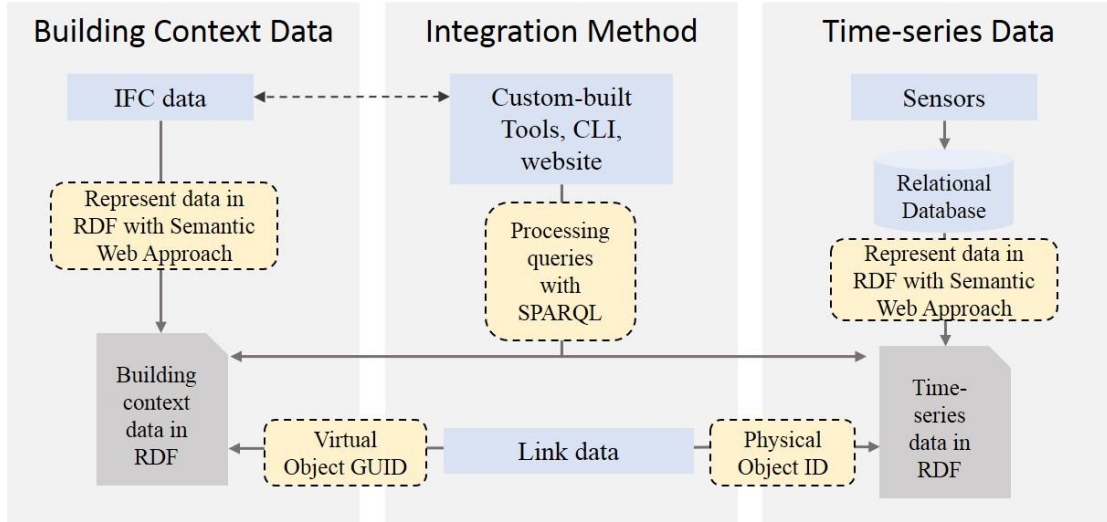 Building Context Data
IFC data
Represent data in
RDF with Semantic
Web Approach
Building
context
data in
RDF
Virtual
Object GUID
Integration Method
Custom-built
Tools, CLI,
website
Processing
queries
with
SPARQL
Link data
Time-series Data
Sensors
Relational
Database
Represent data in
RDF with Semantic
Web Approach
Time-
series
data in
RDF
Physical
Object ID